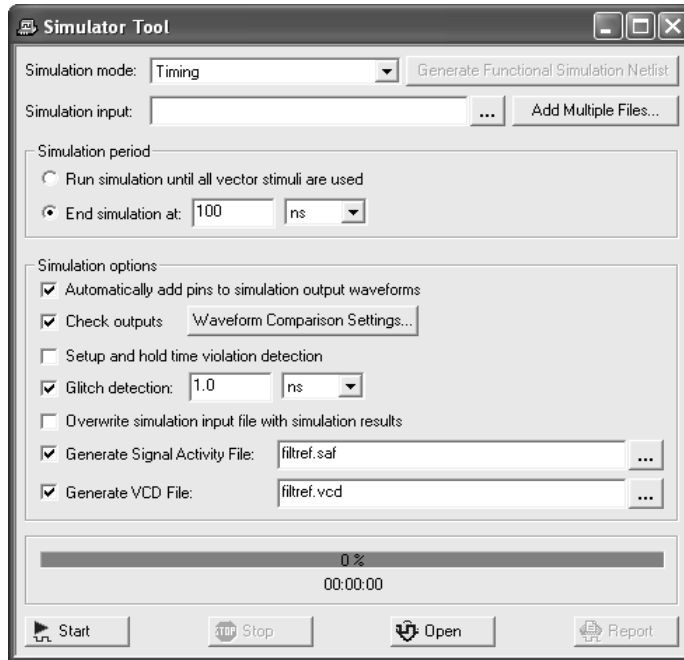 Simulator Tool
Simulation mode: Timing Generate Functional Simulation Netlist
Simulation input: ... Add Multiple Files...
Simulation period
Run simulation until all vector stimuli are used
End simulation at: 100 ns
Simulation options
Automatically add pins to simulation output waveforms
Check outputs Waveform Comparison Settings...
Setup and hold time violation detection
Glitch detection: 1.0 ns
Overwrite simulation input file with simulation results
Generate Signal Activity File: filtref.saf ...
Generate VCD File: filtref.vcd ...
0 %
00:00:00
Start STOP Stop Open Report